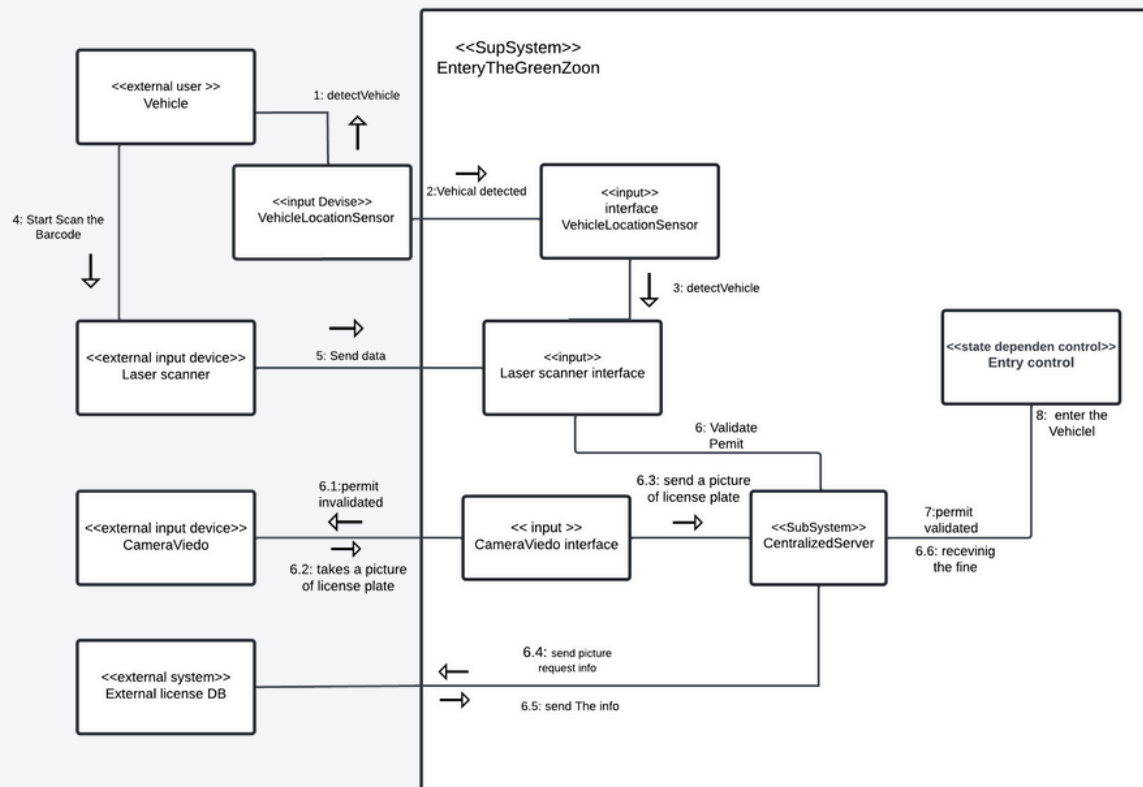 <<SupSystem>>
EnteryTheGreenZoon
<<external user >>
Vehicle
1: detectVehicle
<<input Devise>>
VehicleLocationSensor
2:Vehical detected
<<input>>
interface
VehicleLocationSensor
4: Start Scan the
Barcode
3: detectVehicle
<<external input device>>
Laser scanner
5: Send data
<<input>>
Laser scanner interface
<<state dependen control>>
Entry control
8: enter the
Vehiclel
6: Validate
Pemit
6.1:permit
invalidated
6.3: send a picture
of license plate
<<external input device>>
CameraViedo
6.2: takes a picture
of license plate
<< input >>
CameraViedo interface
<<SubSystem>>
CentralizedServer
7:permit
validated
6.6: recevinig
the fine
<<external system>>
External license DB
6.4: send picture
request info
6.5: send The info